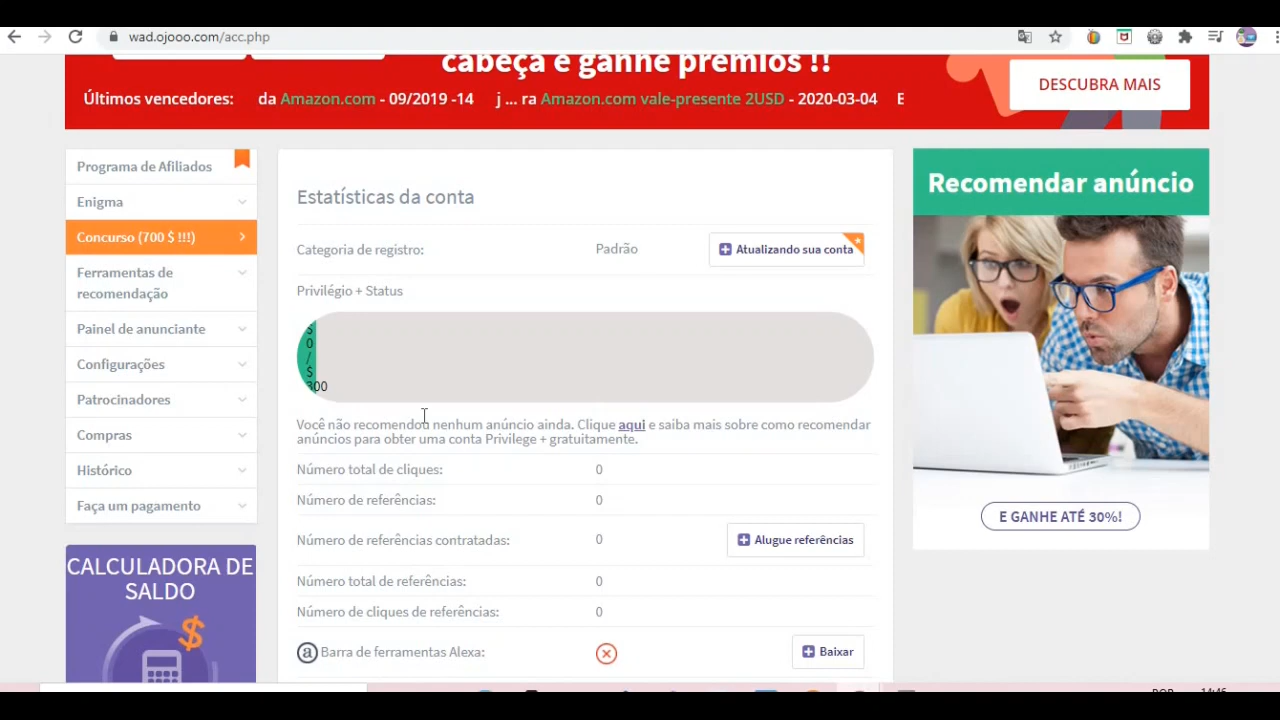 wad.ojooo.com/acc.php
cabeça e ganhe prêmios !!
Últimos vencedores: da Amazon.com - 09/2019 -14 j ... ra Amazon.com vale-presente 2USD - 2020-03-04 E
DESCUBRA MAIS
Programa de Afiliados
Enigma
Concurso (700 $ !!!)
Ferramentas de
recomendação
Painel de anunciante
Configurações
Patrocinadores
Compras
Histórico
Faça um pagamento
CALCULADORA DE
SALDO
$
Estatísticas da conta
Categoria de registro: Padrão Atualizando sua conta
Privilégio + Status
$
0
/
$
300
Você não recomendou nenhum anúncio ainda. Clique aqui e saiba mais sobre como recomendar
anúncios para obter uma conta Privilege + gratuitamente.
Número total de cliques: 0
Número de referências: 0
Número de referências contratadas: 0 Alugue referências
Número total de referências: 0
Número de cliques de referências: 0
a Barra de ferramentas Alexa: Baixar
Recomendar anúncio
E GANHE ATÉ 30%!